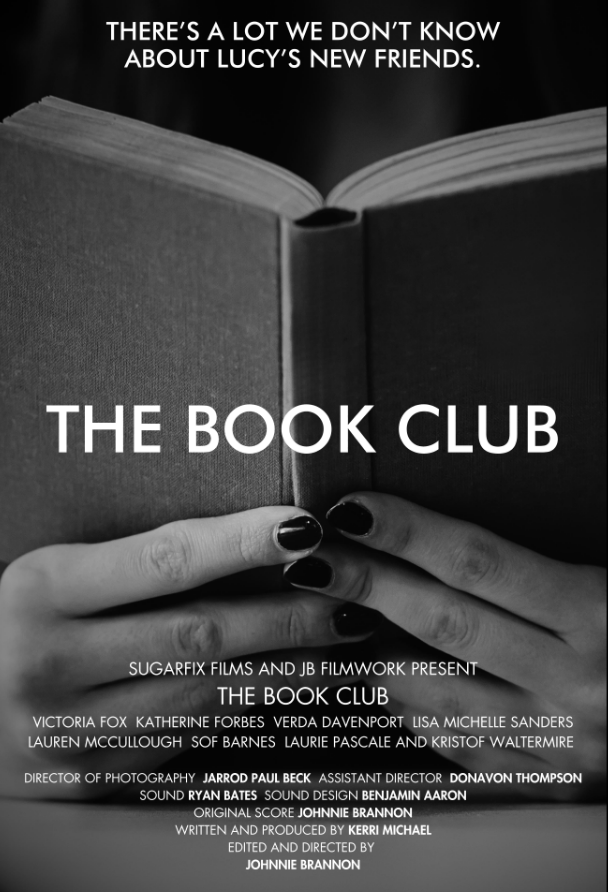 THERE'S A LOT WE DON'T KNOW
ABOUT LUCY'S NEW FRIENDS.
THE BOOK CLUB
SUGARFIX FILMS AND JB FILMWORK PRESENT
THE BOOK CLUB
VICTORIA FOX KATHERINE FORBES VERDA DAVENPORT LISA MICHELLE SANDERS
LAUREN MCCULLOUGH SOF BARNES LAURIE PASCALE AND KRISTOF WALTERMIRE
DIRECTOR OF PHOTOGRAPHY JARROD PAUL BECK ASSISTANT DIRECTOR DONAVON THOMPSON
SOUND RYAN BATES SOUND DESIGN BENJAMIN AARON
ORIGINAL SCORE JOHNNIE BRANNON
WRITTEN AND PRODUCED BY KERRI MICHAEL
EDITED AND DIRECTED BY
JOHNNIE BRANNON